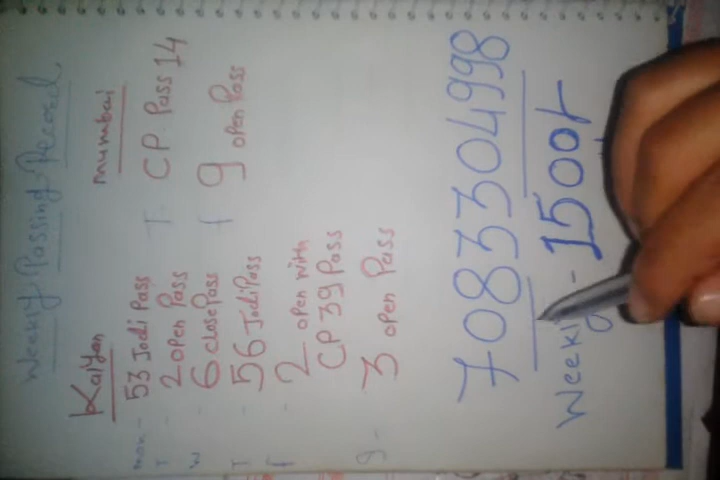 Weekly Passing Record.
Kalyan
mumbai
mon - 53 Jodi Pass
T - 2 open Pass
T. CP Pass 14
W - 6 close Pass
T - 56 Jodi Pass
f 9 open Pass
f - 2 open with
CP 39 Pass
3 open Pass
7083304998
Weekly - 1500/-